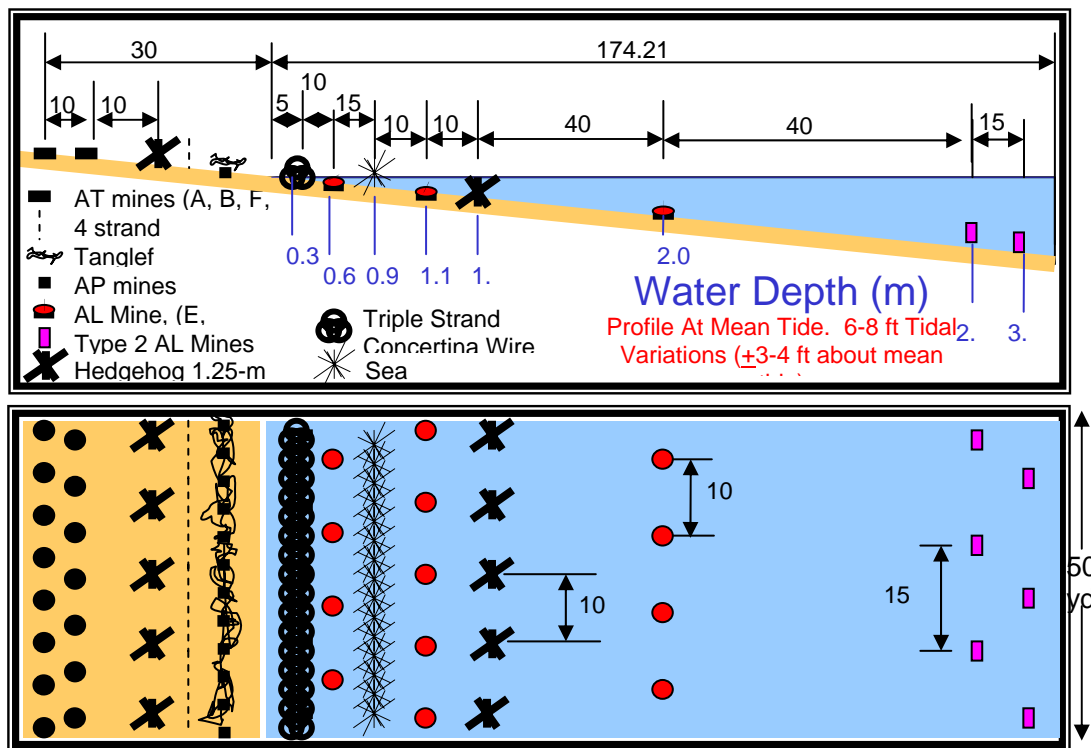 30
174.21
10
5
15
10
10
10
10
40
40
15
AT mines (A, B, F,
4 strand
Tanglef
AP mines
AL Mine, (E,
Type 2 AL Mines
Hedgehog 1.25-m
Triple Strand
Concertina Wire
Sea
0.3
0.6
0.9
1.1
1.
2.0
2.
3.
Water Depth (m)
Profile At Mean Tide. 6-8 ft Tidal
Variations (±3-4 ft about mean
10
10
15
50